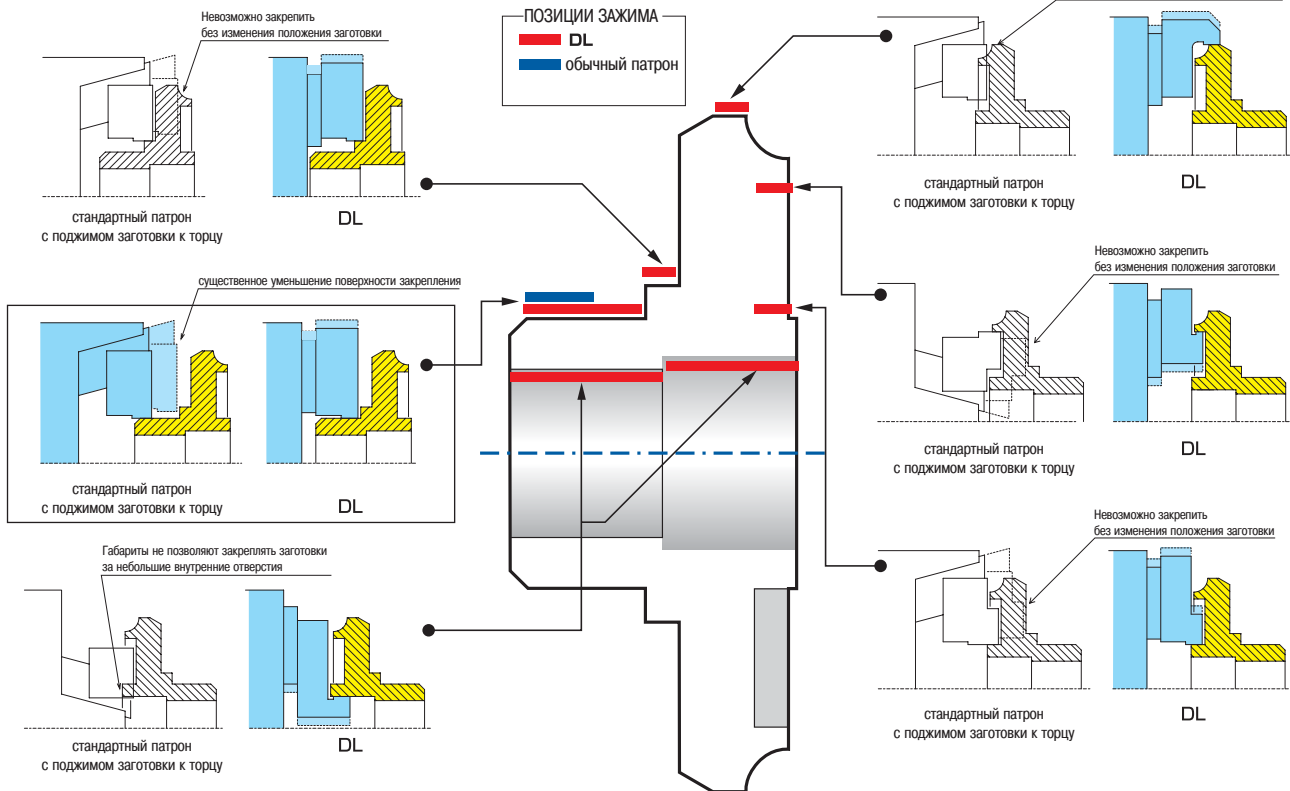 Невозможно закрепить
без изменения положения заготовки
стандартный патрон
с поджимом заготовки к торцу
DL
ПОЗИЦИИ ЗАЖИМА
DL
обычный патрон
стандартный патрон
с поджимом заготовки к торцу
DL
существенное уменьшение поверхности закрепления
стандартный патрон
с поджимом заготовки к торцу
DL
Невозможно закрепить
без изменения положения заготовки
стандартный патрон
с поджимом заготовки к торцу
DL
Габариты не позволяют закреплять заготовки
за небольшие внутренние отверстия
стандартный патрон
с поджимом заготовки к торцу
DL
Невозможно закрепить
без изменения положения заготовки
стандартный патрон
с поджимом заготовки к торцу
DL